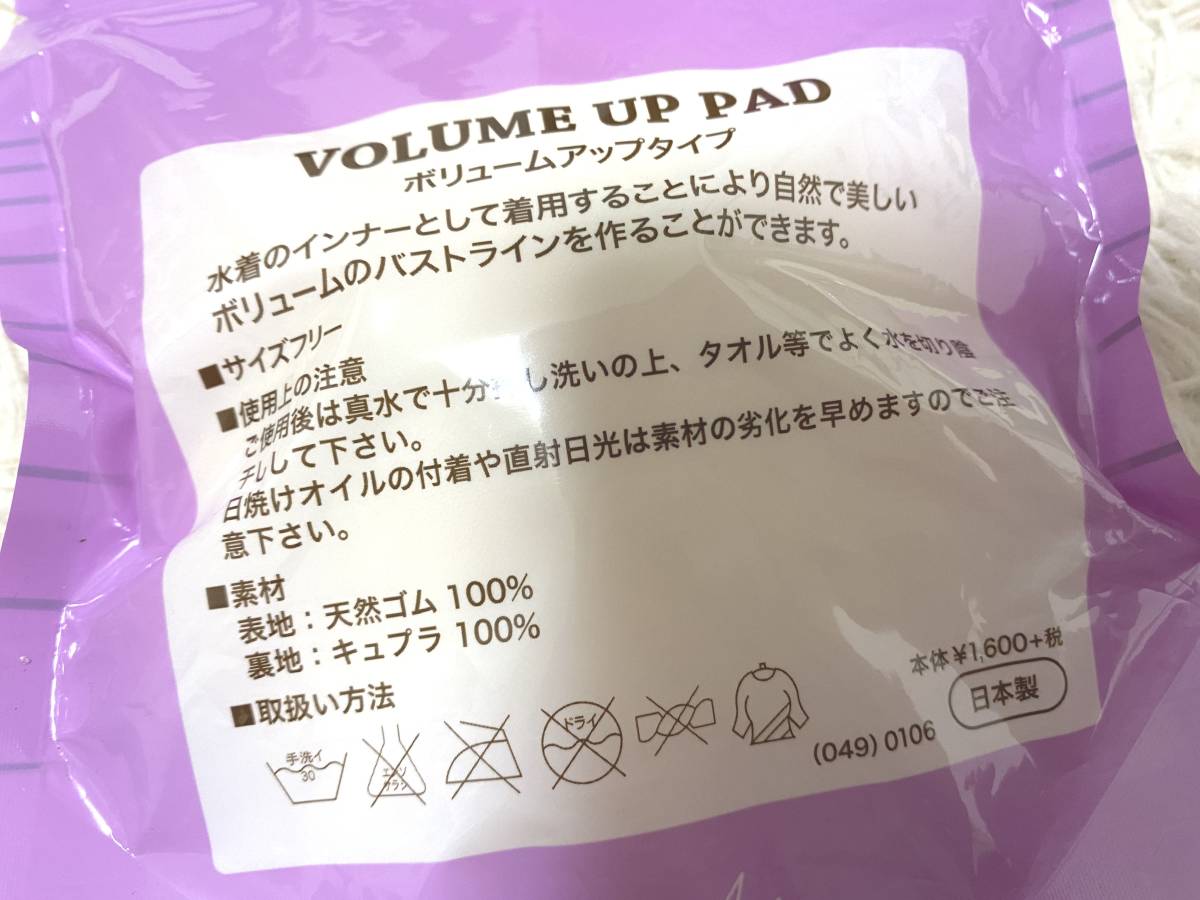 VOLUME UP PAD
ボリュームアップタイプ
水着のインナーとして着用することにより自然で美しい
ボリュームのバストラインを作ることができます。
■サイズフリー
■使用上の注意
ご使用後は真水で十分 し洗いの上、タオル等でよく水を切り陰
干しして下さい。
日焼けオイルの付着や直射日光は素材の劣化を早めますのでご注
意下さい。
■素材
表地：天然ゴム 100%
裏地：キュプラ 100%
■取扱い方法
手洗イ
30
エンソ
サラシ
ドライ
本体¥1,600+税
日本製
(049) 0106